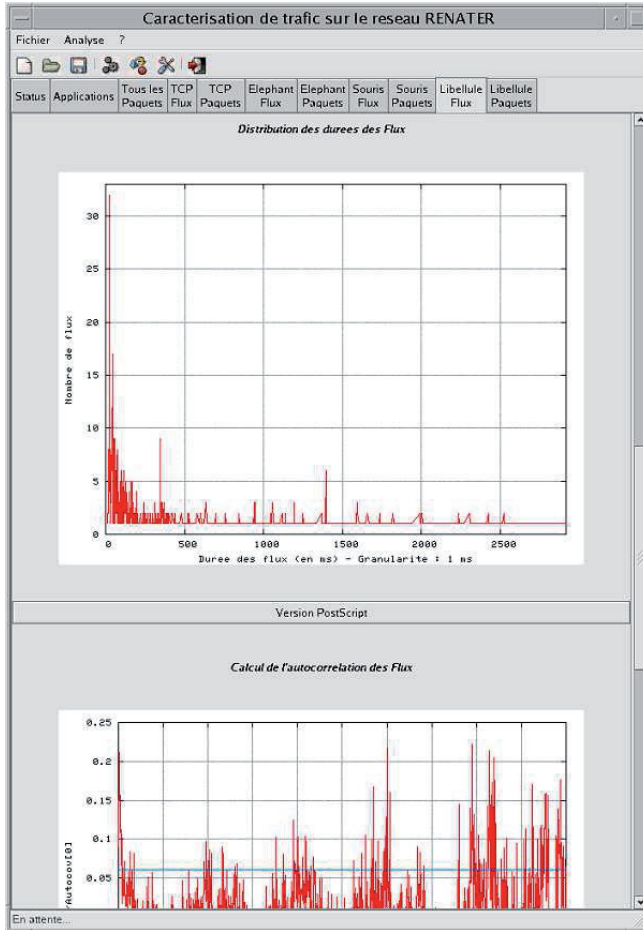 Caracterisation de trafic sur le reseau RENATER
Fichier Analyse ?
Status Applications Tous les Paquets TCP Flux TCP Paquets Elephant Flux Elephant Paquets Souris Flux Souris Paquets Libellule Flux Libellule Paquets
Distribution des durees des Flux
30
25
20
15
10
5
0
Nombre de flux
0 500 1000 1500 2000 2500
Duree des flux (en ms) - Granularite : 1 ms
Version PostScript
Calcul de l'autocorrelation des Flux
0.25
0.2
0.15
0.1
0.05
/Autocov[0]
En attente...